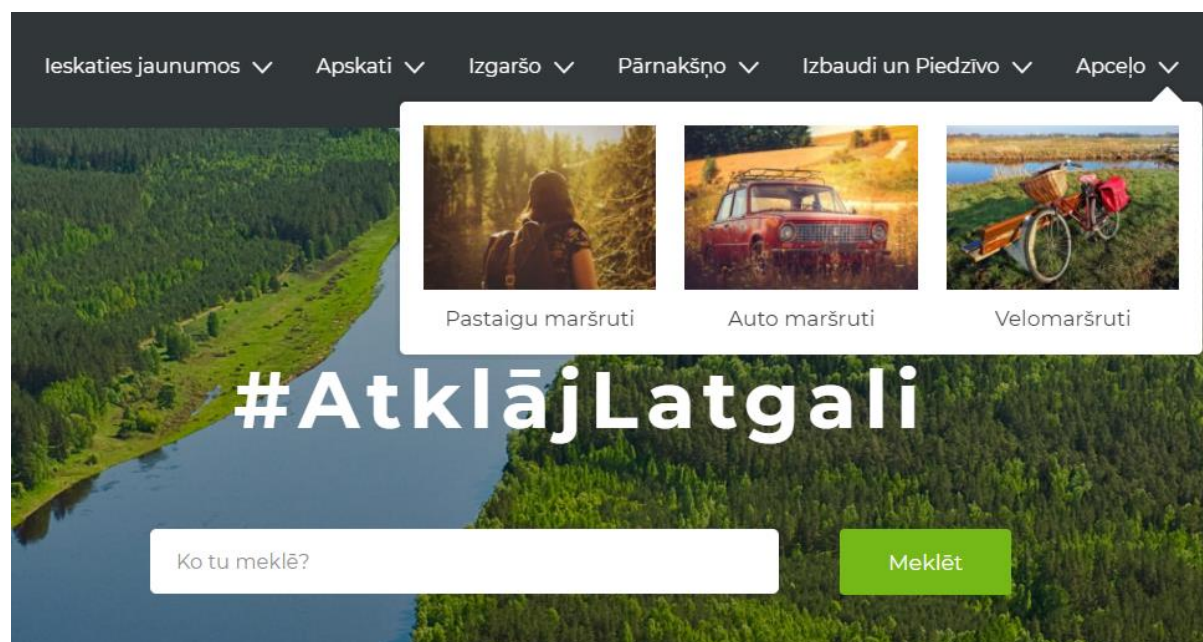 Ieskaties jaunumos Apskati Izgaršo Pārnakšņo Izbaudi un Piedzīvo Apceļo
Pastaigu maršruti Auto maršruti Velomaršruti
#AtklājLatgali
Ko tu meklē? Meklēt